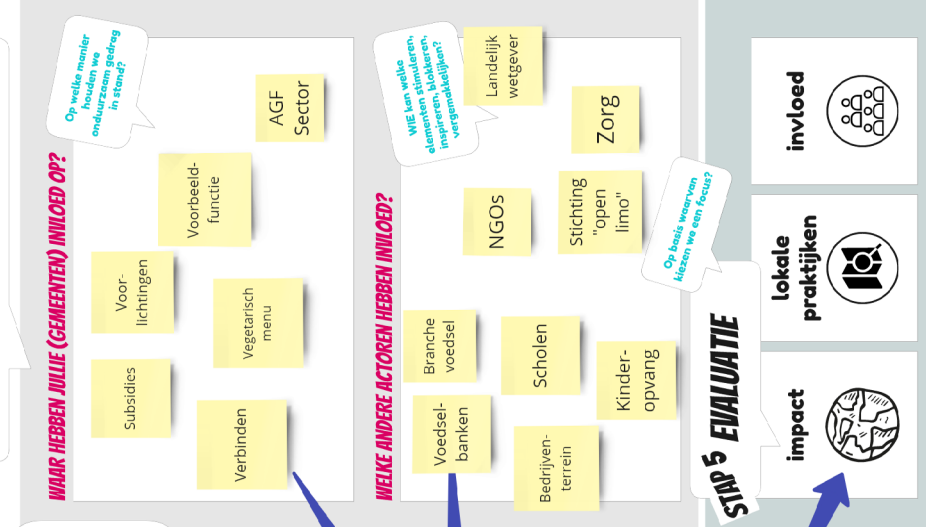 WAAR HEBBEN JULLIE (GEMEENTEN) INVLOED OP?
Op welke manier
houden we
onduurzaam gedrag
in stand?
Subsidies
Voor-
lichtingen
Verbinden
Vegetarisch
menu
Voorbeeld-
functie
AGF
Sector
WELKE ANDERE ACTOREN HEBBEN INVLOED?
WIE kan welke
elementen stimuleren,
inspireren, blokkeren,
vergemakkelijken?
Voedsel-
banken
Branche
voedsel
NGOs
Landelijk
wetgever
Bedrijven-
terrein
Scholen
Stichting
"open
limo"
Zorg
Kinder-
opvang
STAP 5 EVALUATIE
Op basis waarvan
kiezen we een focus?
impact
lokale
praktijken
invloed